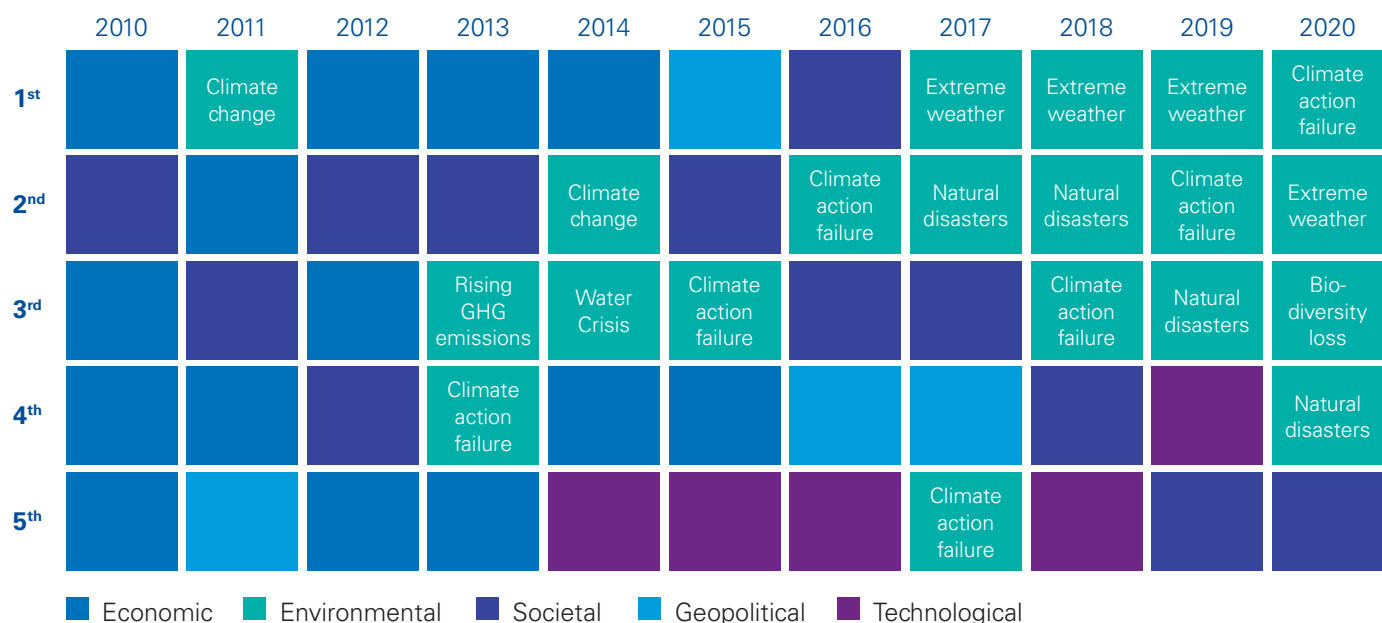 2010 2011 2012 2013 2014 2015 2016 2017 2018 2019 2020
1st
Climate
change
Extreme
weather
Extreme
weather
Extreme
weather
Climate
action
failure
2nd
Climate
change
Climate
action
failure
Natural
disasters
Natural
disasters
Climate
action
failure
Extreme
weather
3rd
Rising
GHG
emissions
Water
Crisis
Climate
action
failure
Climate
action
failure
Natural
disasters
Bio-
diversity
loss
4th
Climate
action
failure
Natural
disasters
5th
Climate
action
failure
Economic Environmental Societal Geopolitical Technological